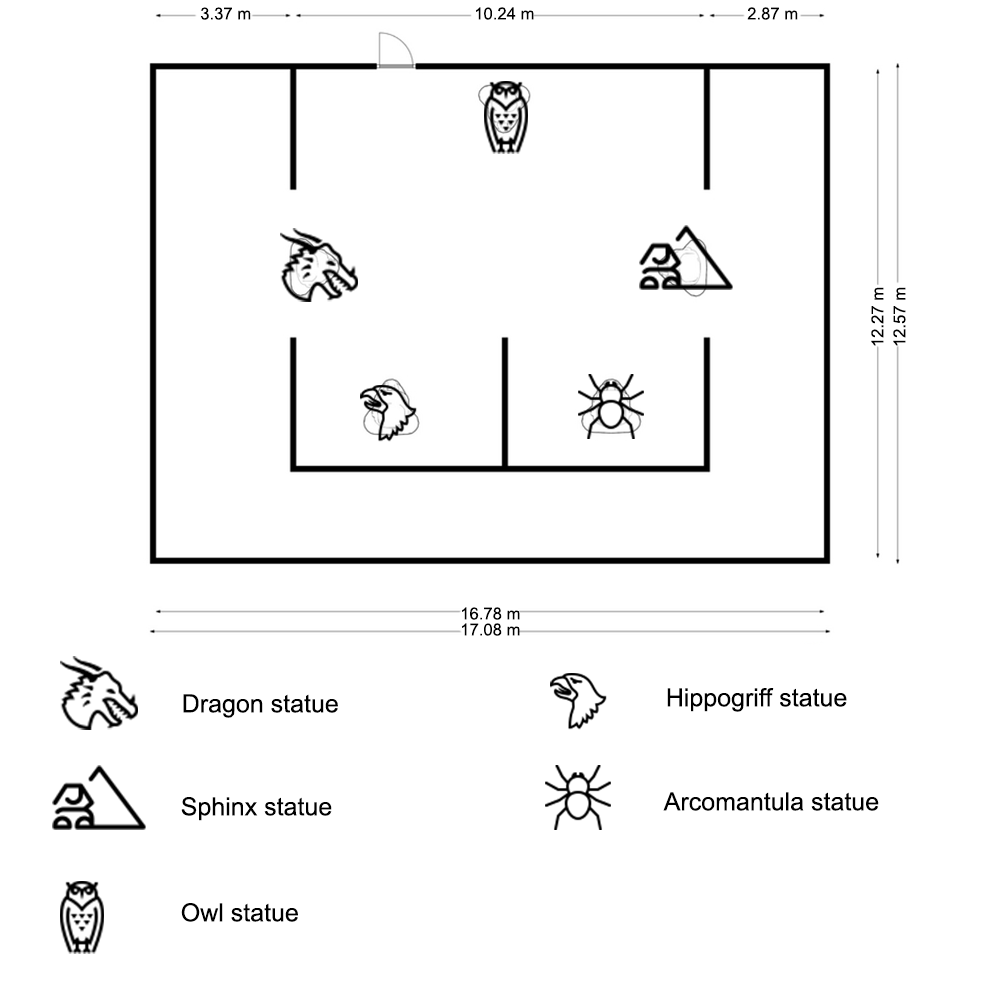 3.37 m
10.24 m
2.87 m
12.27 m
12.57 m
16.78 m
17.08 m
Dragon statue
Hippogriff statue
Sphinx statue
Arcomantula statue
Owl statue